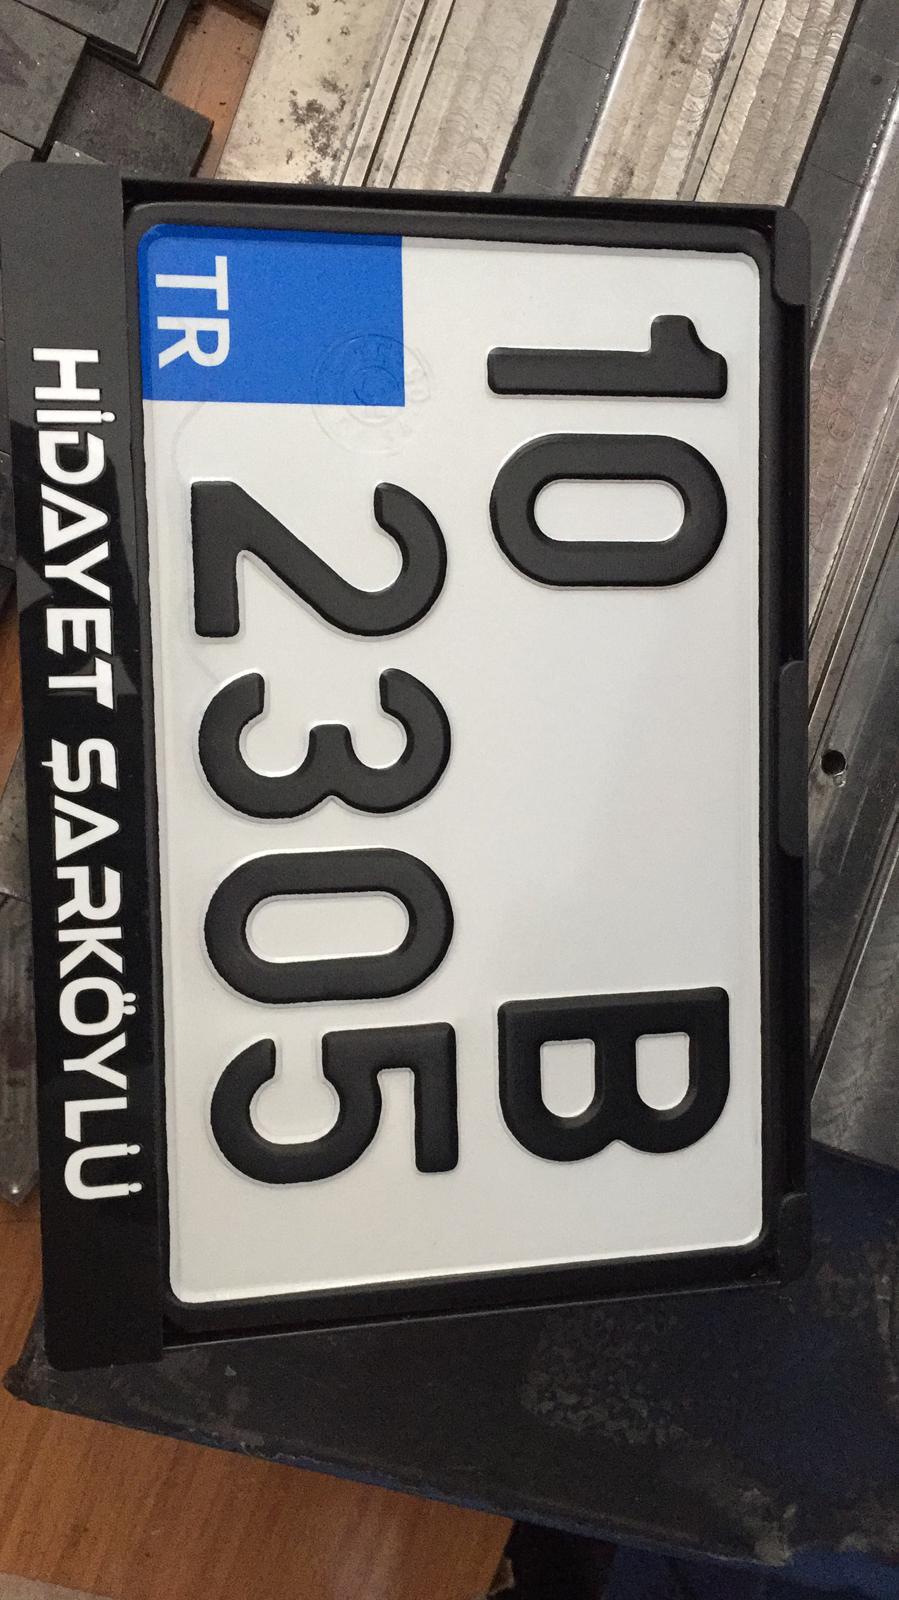 10 B
TR 2305
HİDAYET ŞARKÖYLÜ